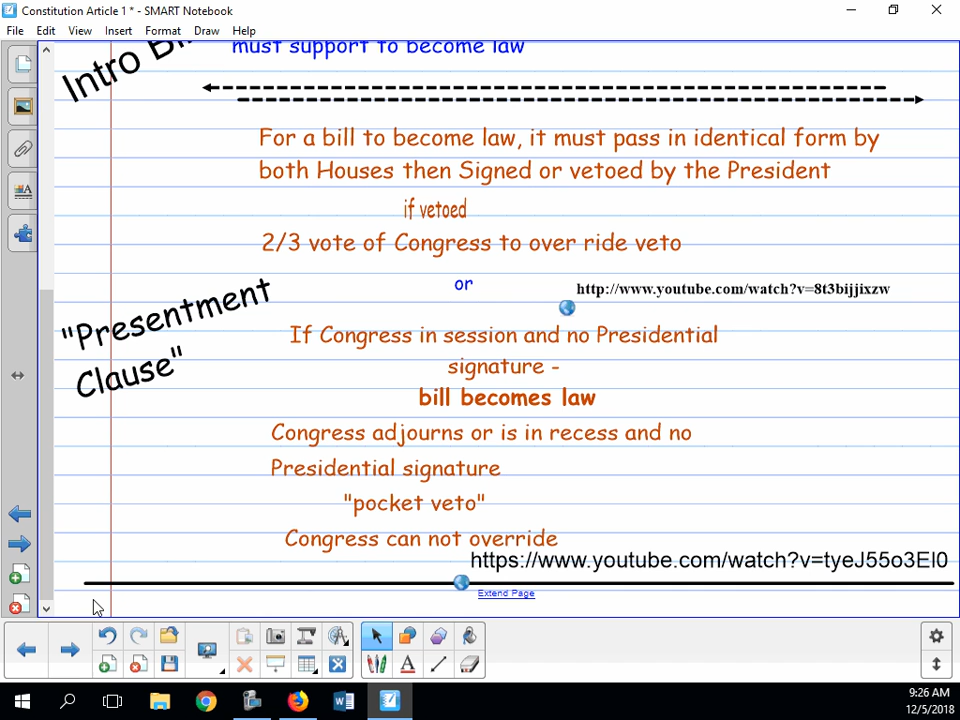 Constitution Article 1 * - SMART Notebook
File Edit View Insert Format Draw Help
must support to become law
Intro
For a bill to become law, it must pass in identical form by
both Houses then Signed or vetoed by the President
if vetoed
2/3 vote of Congress to over ride veto
or
http://www.youtube.com/watch?v=8t3bijjixzw
"Presentment
Clause"
If Congress in session and no Presidential
signature -
bill becomes law
Congress adjourns or is in recess and no
Presidential signature
"pocket veto"
Congress can not override
https://www.youtube.com/watch?v=tyeJ55o3El0
Extend Page
9:26 AM
12/5/2018